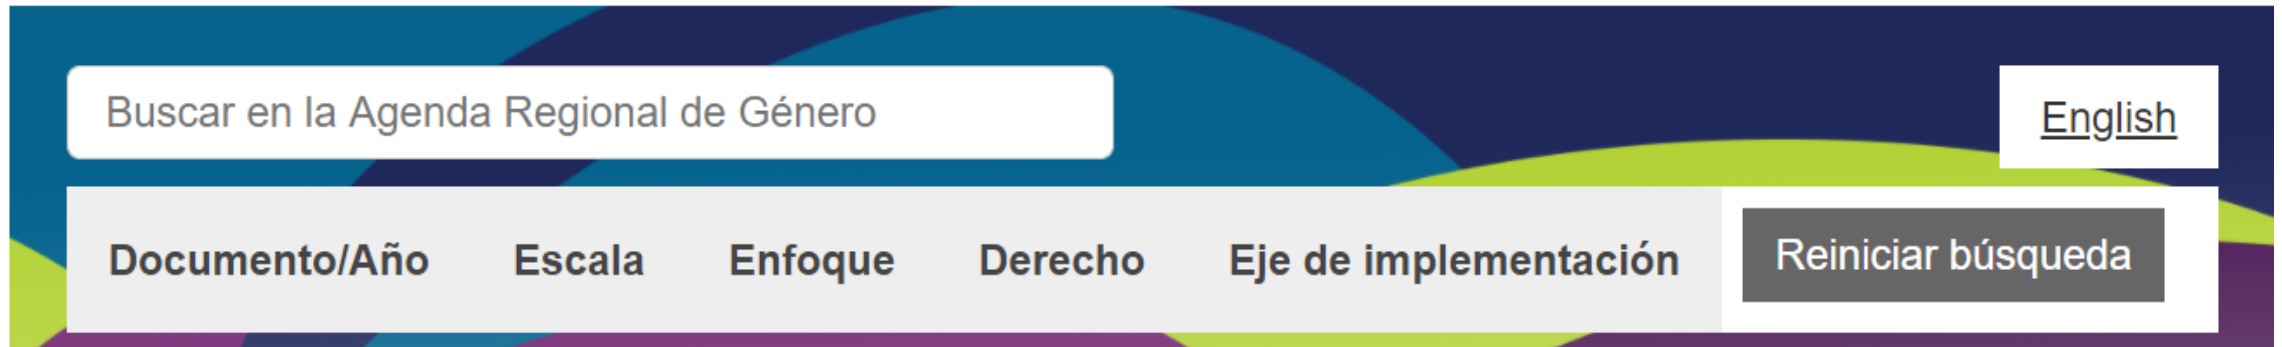 Buscar en la Agenda Regional de Género
English
Documento/Año Escala Enfoque Derecho Eje de implementación Reiniciar búsqueda